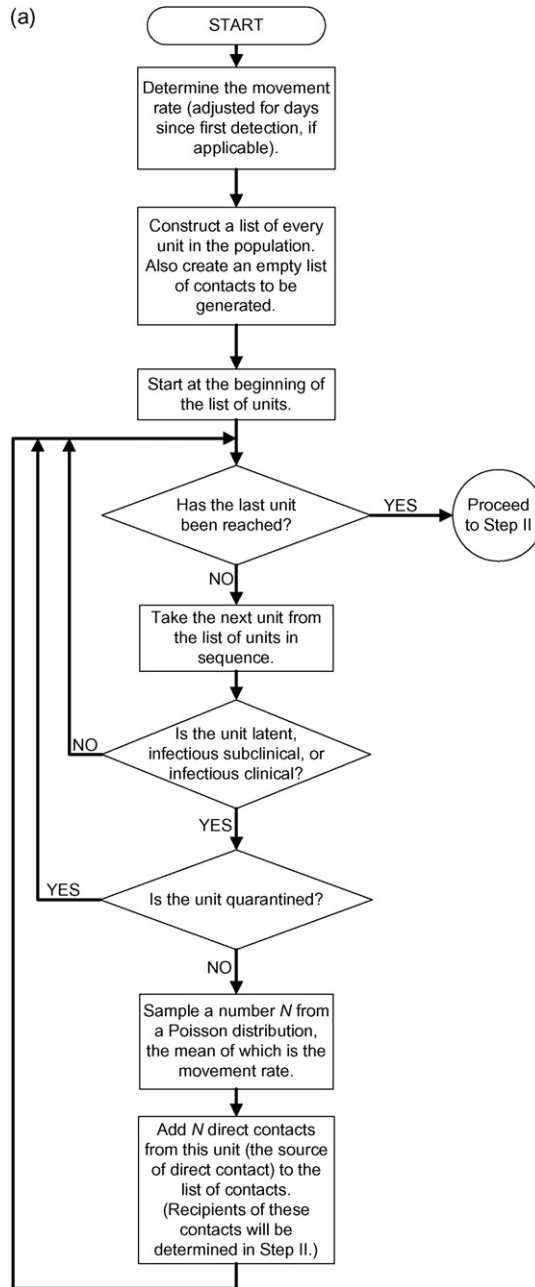 (a)
START
Determine the movement
rate (adjusted for days
since first detection, if
applicable).
Construct a list of every
unit in the population.
Also create an empty list
of contacts to be
generated.
Start at the beginning of
the list of units.
Has the last unit
been reached?
YES
Proceed
to Step II
NO
Take the next unit from
the list of units in
sequence.
Is the unit latent,
infectious subclinical, or
infectious clinical?
NO
YES
Is the unit quarantined?
YES
NO
Sample a number N from
a Poisson distribution,
the mean of which is the
movement rate.
Add N direct contacts
from this unit (the source
of direct contact) to the
list of contacts.
(Recipients of these
contacts will be
determined in Step II.)